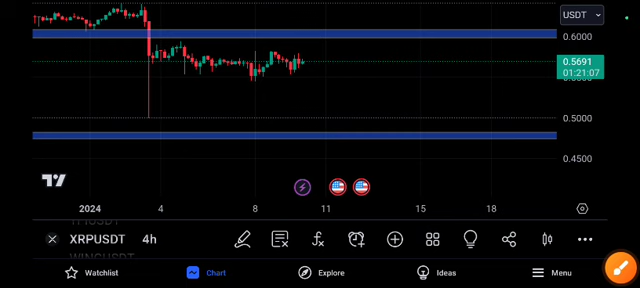 USDT
0.6000
0.5691
01:21:07
0.5000
0.4500
2024 4 8 11 15 18
XRPUSDT 4h
Watchlist Chart Explore Ideas Menu